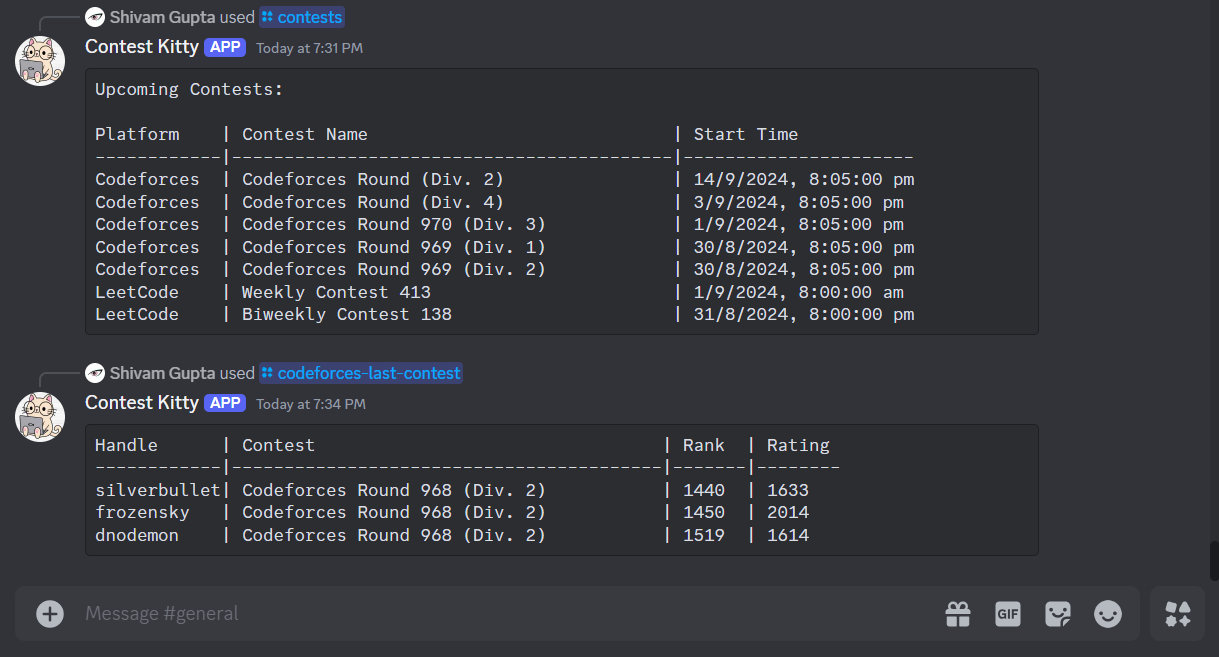 Shivam Gupta used contests
Contest Kitty APP Today at 7:31 PM
Upcoming Contests:
Platform    | Contest Name                             | Start Time
------------|------------------------------------------|----------------------
Codeforces  | Codeforces Round (Div. 2)                | 14/9/2024, 8:05:00 pm
Codeforces  | Codeforces Round (Div. 4)                | 3/9/2024, 8:05:00 pm
Codeforces  | Codeforces Round 970 (Div. 3)            | 1/9/2024, 8:05:00 pm
Codeforces  | Codeforces Round 969 (Div. 1)            | 30/8/2024, 8:05:00 pm
Codeforces  | Codeforces Round 969 (Div. 2)            | 30/8/2024, 8:05:00 pm
LeetCode    | Weekly Contest 413                       | 1/9/2024, 8:00:00 am
LeetCode    | Biweekly Contest 138                     | 31/8/2024, 8:00:00 pm
Shivam Gupta used codeforces-last-contest
Contest Kitty APP Today at 7:34 PM
Handle      | Contest                                 | Rank  | Rating
------------|-----------------------------------------|-------|--------
silverbullet| Codeforces Round 968 (Div. 2)           | 1440  | 1633
frozensky   | Codeforces Round 968 (Div. 2)           | 1450  | 2014
dnodemon    | Codeforces Round 968 (Div. 2)           | 1519  | 1614
Message #general GIF